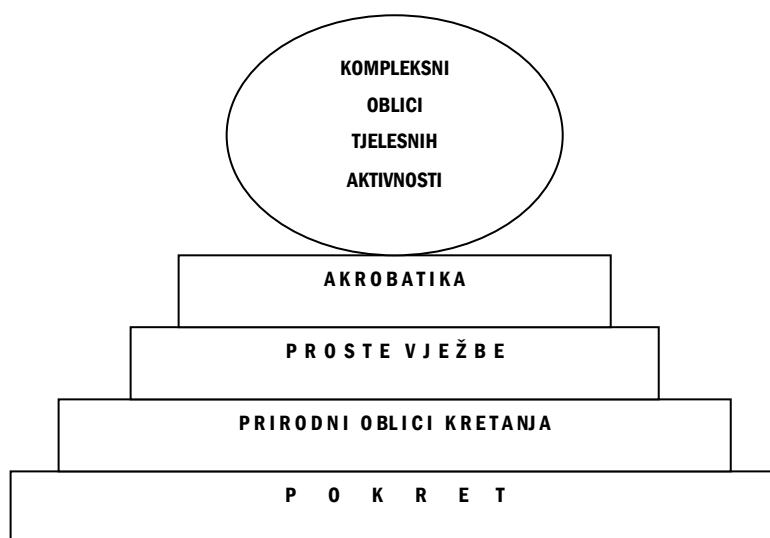 KOMPLEKSNI
OBLICI
TJELESNIH
AKTIVNOSTI
AKROBATIKA
PROSTE VJEŽBE
PRIRODNI OBLICI KRETANJA
POKRET